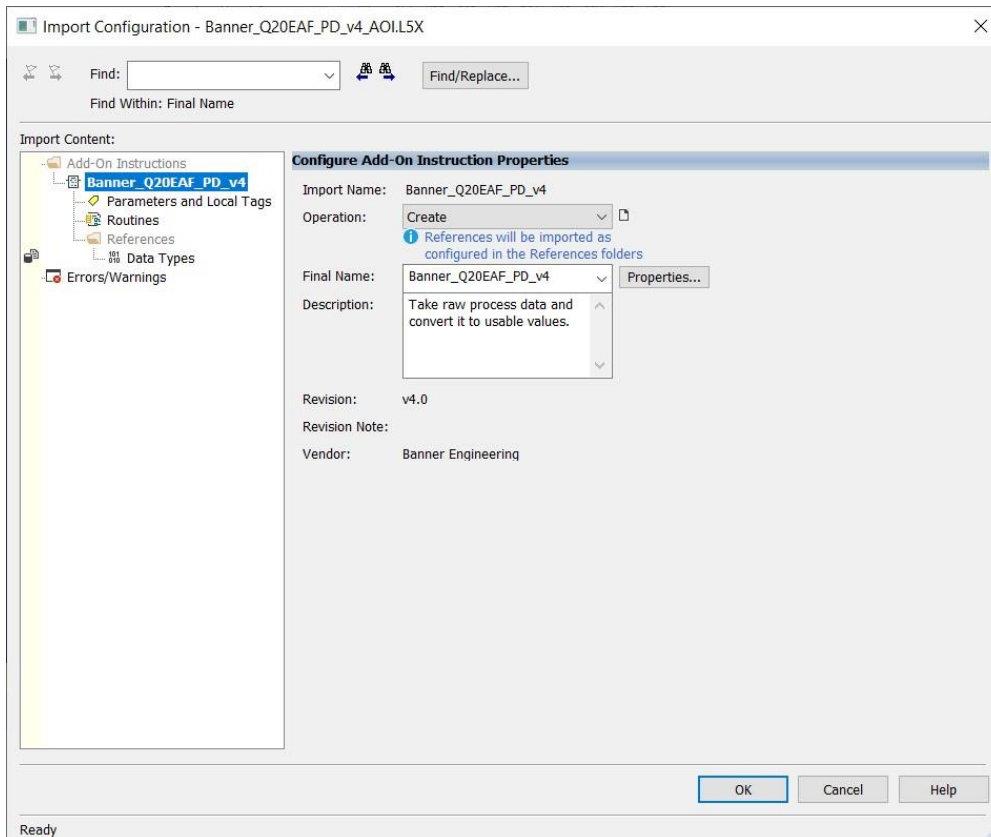 Import Configuration - Banner_Q20EAF_PD_v4_AOI.L5X
Find:
Find/Replace...
Find Within: Final Name
Import Content:
Add-On Instructions
Banner_Q20EAF_PD_v4
Parameters and Local Tags
Routines
References
Data Types
Errors/Warnings
Configure Add-On Instruction Properties
Import Name: Banner_Q20EAF_PD_v4
Operation: Create
References will be imported as
configured in the References folders
Final Name: Banner_Q20EAF_PD_v4 Properties...
Description: Take raw process data and
convert it to usable values.
Revision: v4.0
Revision Note:
Vendor: Banner Engineering
OK Cancel Help
Ready